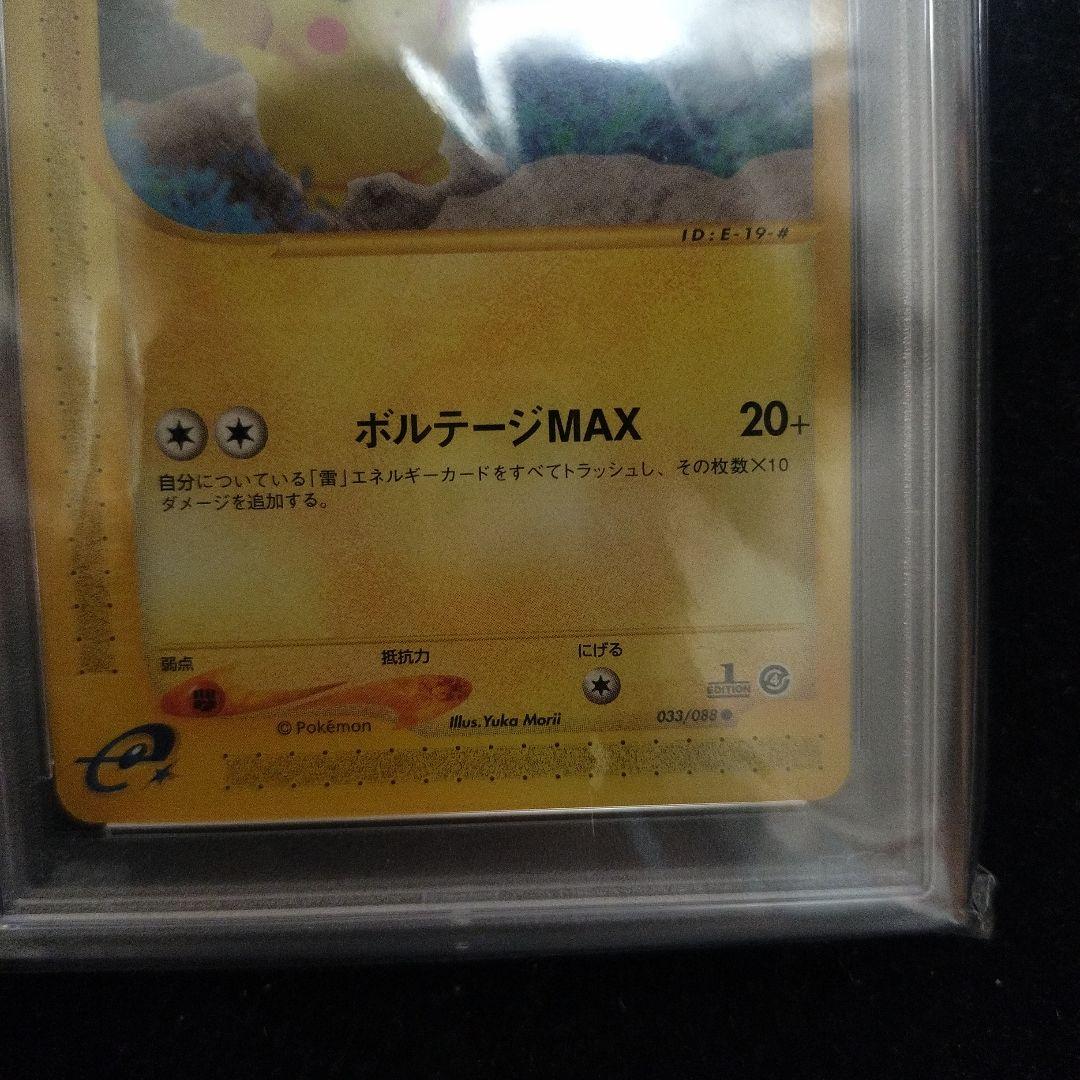 ID:E-19-#
ボルテージMAX 20+
自分についている「雷」エネルギーカードをすべてトラッシュし、その枚数×10
ダメージを追加する。
弱点 抵抗力 にげる
1
EDITION
4
©Pokémon Illus.Yuka Morii 033/088
e